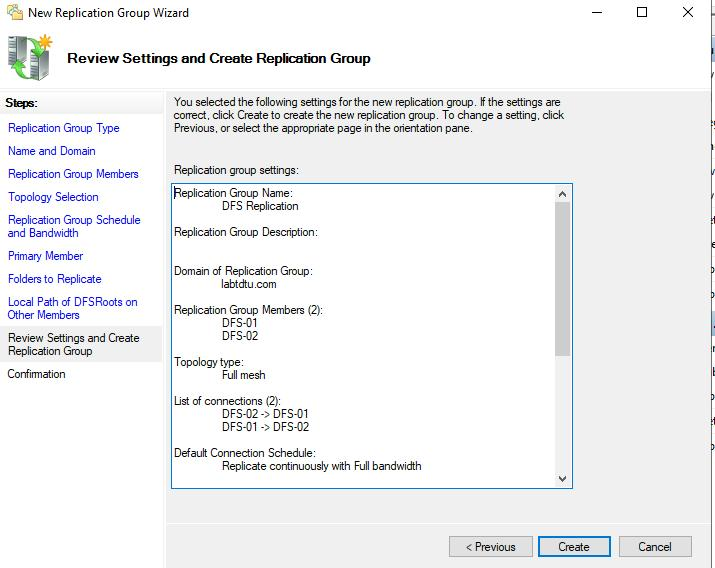 New Replication Group Wizard
Review Settings and Create Replication Group
Steps:
Replication Group Type
Name and Domain
Replication Group Members
Topology Selection
Replication Group Schedule
and Bandwidth
Primary Member
Folders to Replicate
Local Path of DFSRoots on
Other Members
Review Settings and Create
Replication Group
Confirmation
You selected the following settings for the new replication group. If the settings are
correct, click Create to create the new replication group. To change a setting, click
Previous, or select the appropriate page in the orientation pane.
Replication group settings:
Replication Group Name:
DFS Replication
Replication Group Description:
Domain of Replication Group:
labtdtu.com
Replication Group Members (2):
DFS-01
DFS-02
Topology type:
Full mesh
List of connections (2):
DFS-02 -> DFS-01
DFS-01 -> DFS-02
Default Connection Schedule:
Replicate continuously with Full bandwidth
< Previous
Create
Cancel